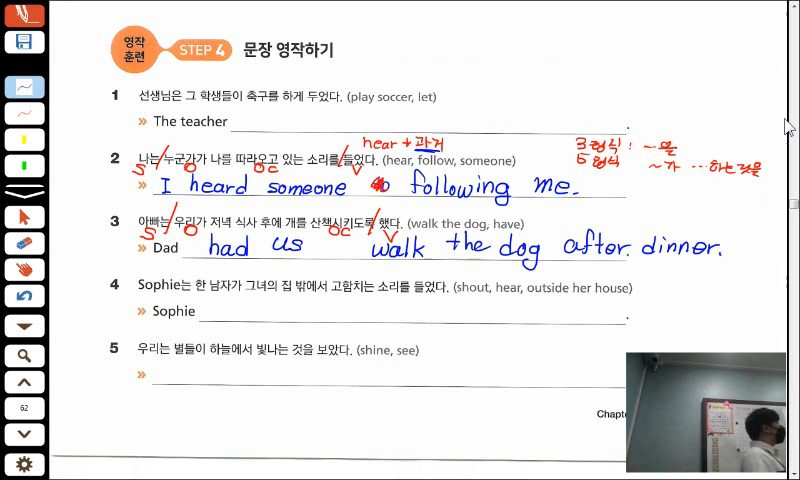 영작 훈련 STEP 4 문장 영작하기
1 선생님은 그 학생들이 축구를 하게 두었다. (play soccer, let)
» The teacher .
hear + 과거
3형식 : ~을
5형식 ~가 …하는것을
2 나는 누군가가 나를 따라오고 있는 소리를 들었다. (hear, follow, someone)
S / O OC / V
» I heard someone following me.
3 아빠는 우리가 저녁 식사 후에 개를 산책시키도록 했다. (walk the dog, have)
S / O OC / V
» Dad had us walk the dog after dinner.
4 Sophie는 한 남자가 그녀의 집 밖에서 고함치는 소리를 들었다. (shout, hear, outside her house)
» Sophie .
5 우리는 별들이 하늘에서 빛나는 것을 보았다. (shine, see)
»
Chapte
62